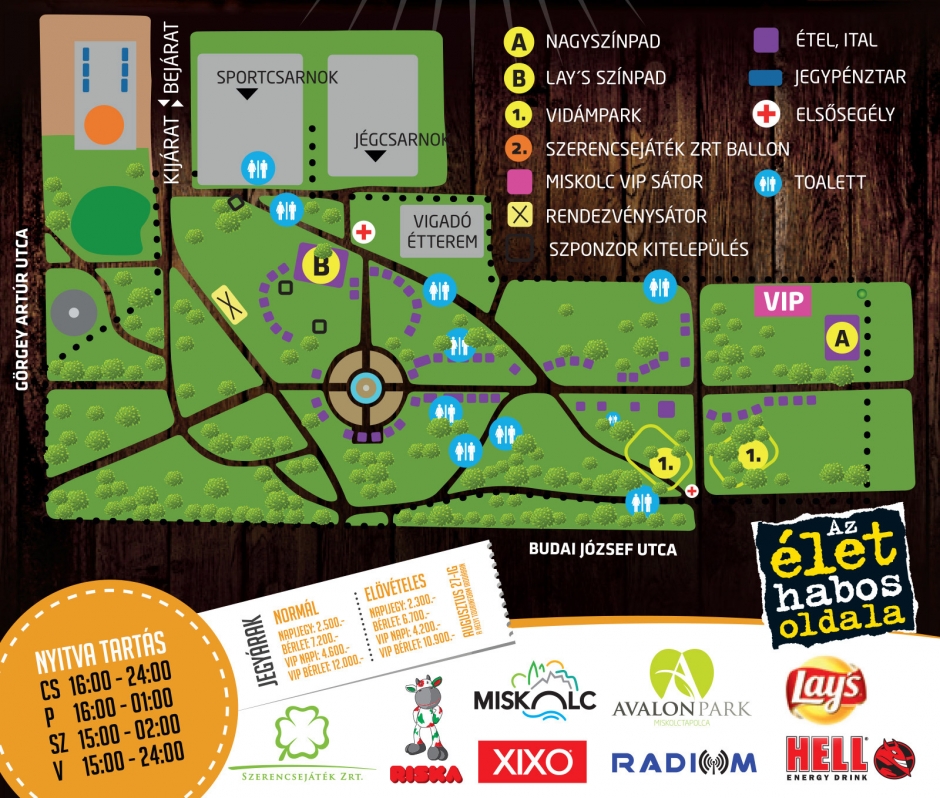 SPORTCSARNOK
JÉGCSARNOK
KIJÁRAT BEJÁRAT
GÖRGEY ARTÚR UTCA
VIGADÓ
ÉTTEREM
B
X
VIP
A
1.
1.
BUDAI JÓZSEF UTCA
A NAGYSZÍNPAD
B LAY´S SZÍNPAD
1. VIDÁMPARK
2. SZERENCSEJÁTÉK ZRT BALLON
MISKOLC VIP SÁTOR
X RENDEZVÉNYSÁTOR
SZPONZOR KITELEPÜLÉS
ÉTEL, ITAL
JEGYPÉNZTAR
ELSŐSEGÉLY
TOALETT
Az
élet
habos
oldala
NYITVA TARTÁS
CS 16:00 - 24:00
P 16:00 - 01:00
SZ 15:00 - 02:00
V 15:00 - 24:00
JEGYÁRAK
NORMÁL
NAPIJEGY: 2.500.-
BÉRLET: 7.200.-
VIP NAPI: 4.600.-
VIP BÉRLET: 12.000.-
ELŐVÉTELES
NAPIJEGY: 2.300.-
BÉRLET: 6.700.-
VIP NAPI: 4.200.-
VIP BÉRLET: 10.900.-
AUGUSZTUS 27-IG
SZERENCSEJÁTÉK ZRT.
RISKA
MISKOLC
AVALON PARK
MISKOLCTAPOLCA
Lay's
XIXO
RADIOM
HELL
ENERGY DRINK